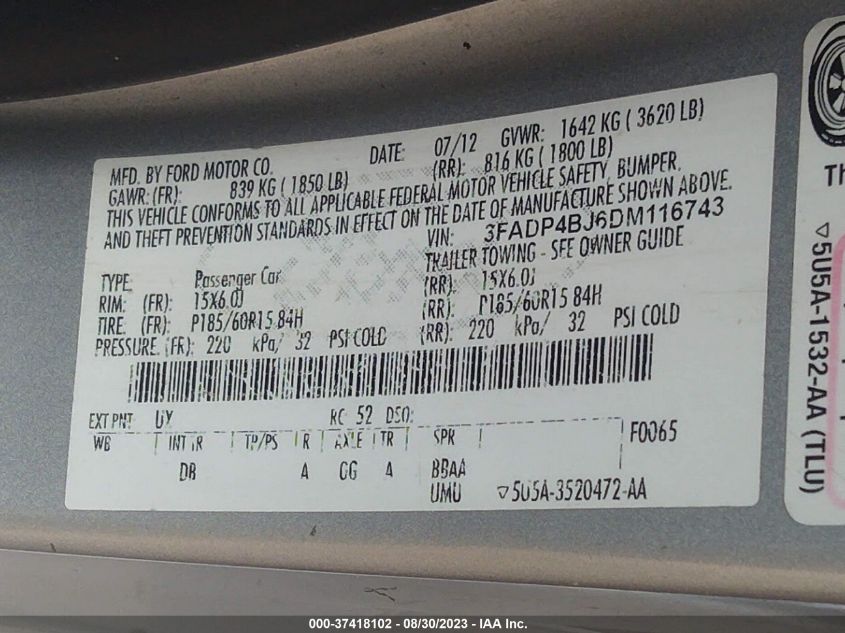 MFD. BY FORD MOTOR CO. DATE: 07/12 GVWR: 1642 KG ( 3620 LB)
GAWR: (FR): 839 KG ( 1850 LB) (RR): 816 KG ( 1800 LB)
THIS VEHICLE CONFORMS TO ALL APPLICABLE FEDERAL MOTOR VEHICLE SAFETY, BUMPER,
AND THEFT PREVENTION STANDARDS IN EFFECT ON THE DATE OF MANUFACTURE SHOWN ABOVE.
VIN: 3FADP4BJ6DM116743
TRAILER TOWING - SEE OWNER GUIDE
TYPE: Passenger Car
RIM: (FR): 15X6.0J (RR): 15X6.0J
TIRE: (FR): P185/60R15 84H (RR): P185/60R15 84H
PRESSURE: (FR): 220 kPa/ 32 PSI COLD (RR): 220 kPa/ 32 PSI COLD
EXT PNT: UX RC: 52 DSO:
WB INT TR TP/PS R AXLE TR SPR F0065
DB A GG A BBAA
UMU ▽5U5A-3520472-AA
Th
▽5U5A-1532-AA (TLU)
000-37418102 - 08/30/2023 - IAA Inc.